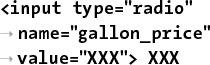 <input type="radio"
→ name="gallon_price"
→ value="XXX"> XXX